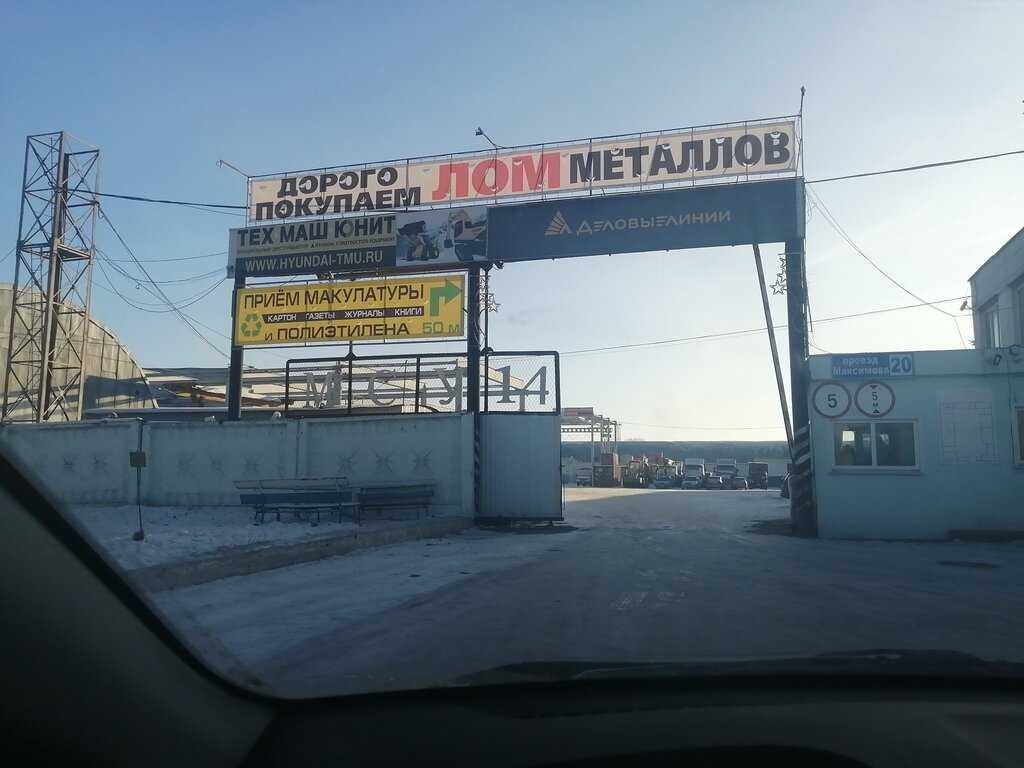 ДОРОГО
ПОКУПАЕМ ЛОМ МЕТАЛЛОВ
ТЕХ МАШ ЮНИТ
WWW.HYUNDAI-TMU.RU
ДЕЛОВЫЕ ЛИНИИ
ПРИЁМ МАКУЛАТУРЫ
КАРТОН ГАЗЕТЫ ЖУРНАЛЫ КНИГИ
И ПОЛИЭТИЛЕНА 50 М
МСУ 14
проезд
Максимова 20
5
5 м